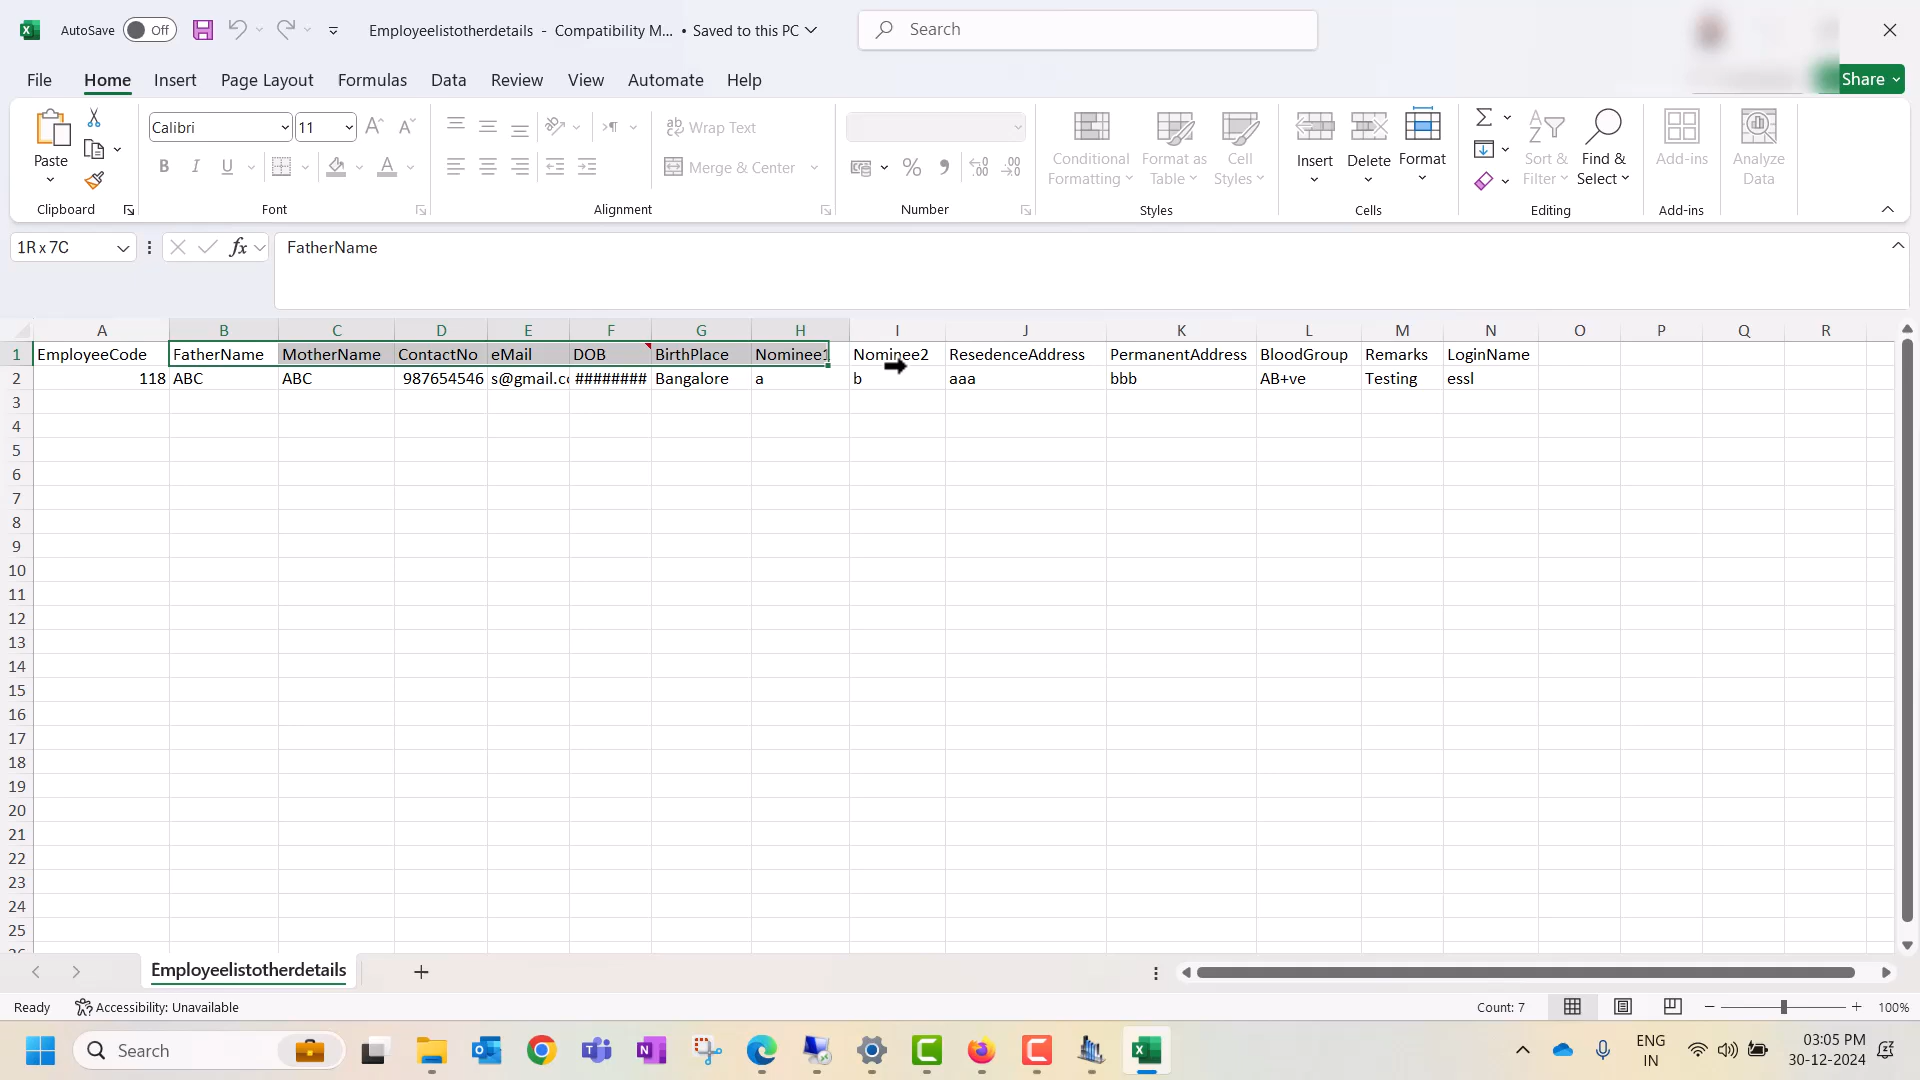 AutoSave Off Employeelistotherdetails - Compatibility M... • Saved to this PC Search
File Home Insert Page Layout Formulas Data Review View Automate Help Share
Paste
Clipboard
Calibri 11
B I U A
Font
Wrap Text
Merge & Center
Alignment
Number
Conditional Formatting
Format as Table
Cell Styles
Styles
Insert Delete Format
Cells
Sort & Filter
Find & Select
Editing
Add-ins
Add-ins
Analyze Data
1R x 7C fx FatherName
A B C D E F G H I J K L M N O P Q R
1 EmployeeCode FatherName MotherName ContactNo eMail DOB BirthPlace Nominee1 Nominee2 ResedenceAddress PermanentAddress BloodGroup Remarks LoginName
2 118 ABC ABC 987654546 s@gmail.cc ######## Bangalore a b aaa bbb AB+ve Testing essl
3
4
5
6
7
8
9
10
11
12
13
14
15
16
17
18
19
20
21
22
23
24
25
Employeelistotherdetails
Ready Accessibility: Unavailable Count: 7 100%
Search ENG IN 03:05 PM 30-12-2024